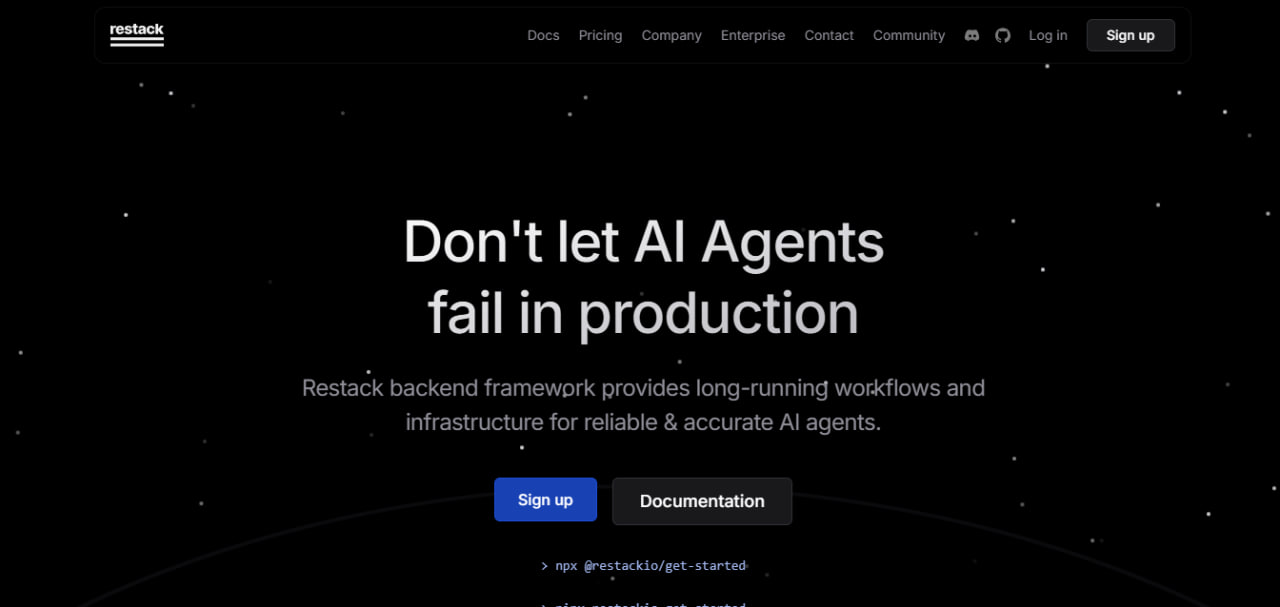 restack
Docs Pricing Company Enterprise Contact Community Log in Sign up
Don't let AI Agents
fail in production
Restack backend framework provides long-running workflows and
infrastructure for reliable & accurate AI agents.
Sign up Documentation
> npx @restackio/get-started